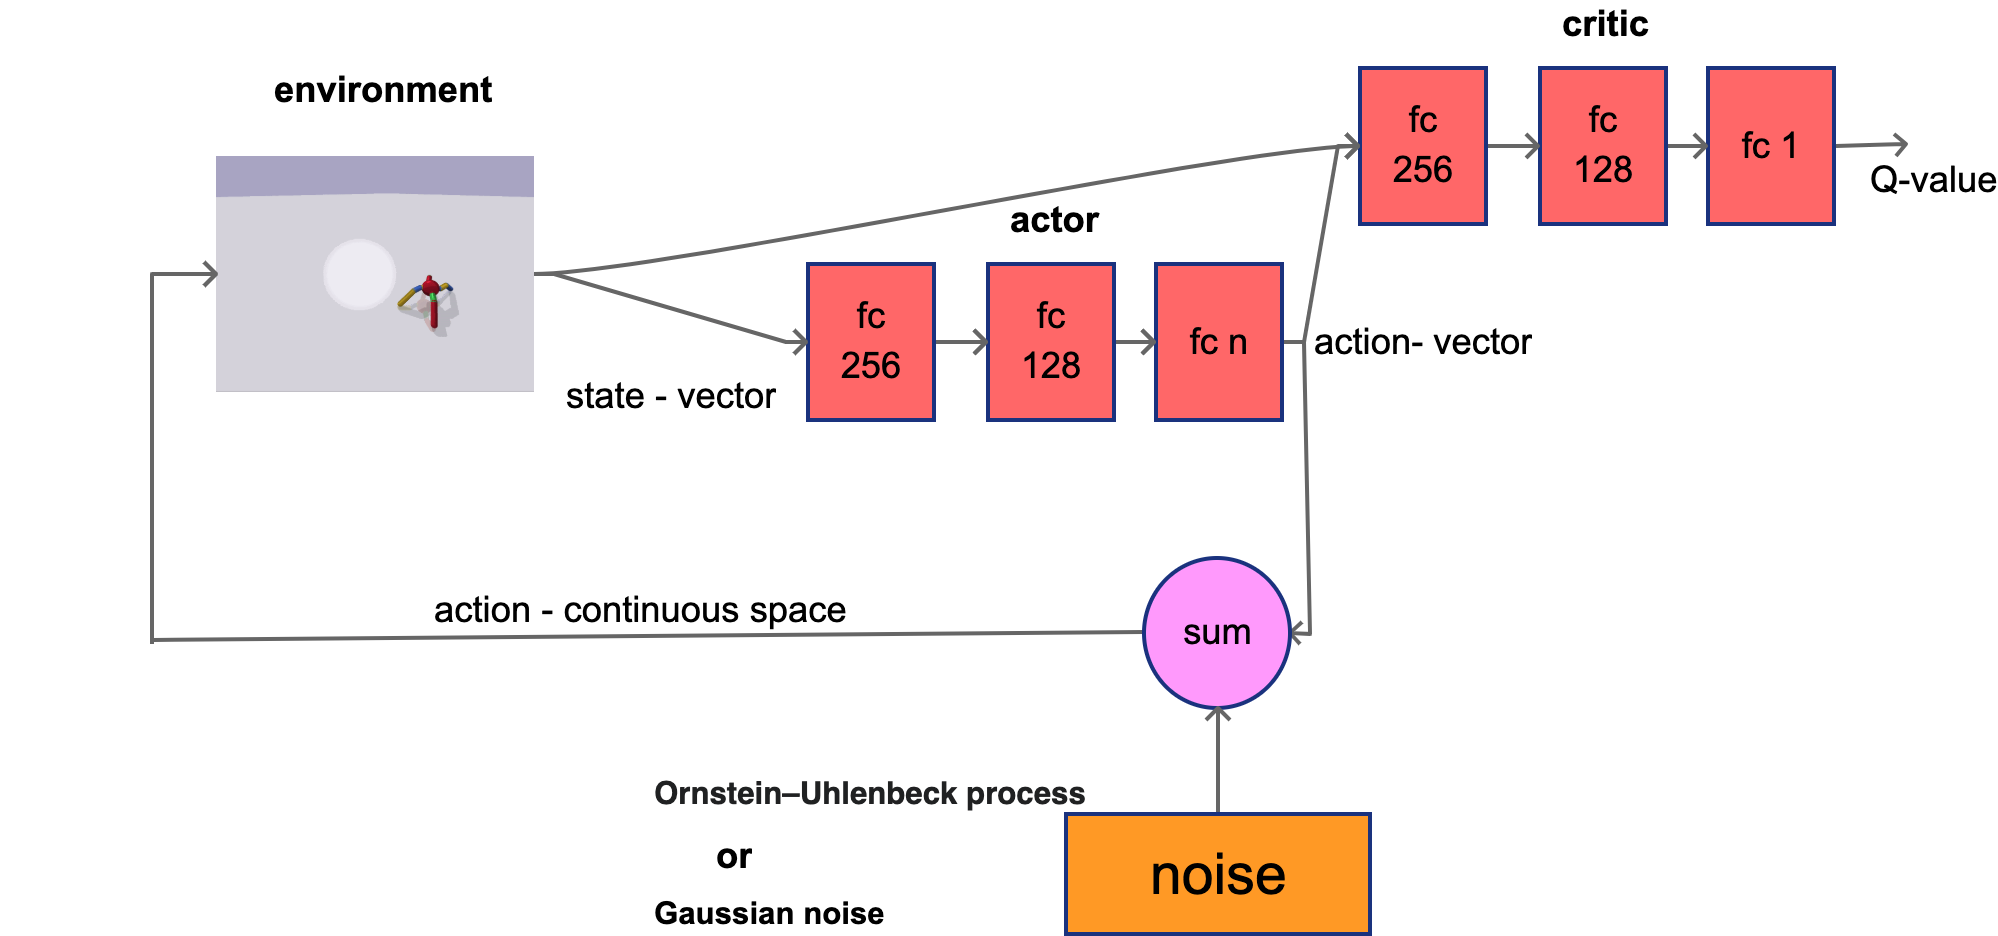 critic
environment
fc
256
fc
128
fc 1
Q-value
actor
fc
256
fc
128
fc n
action- vector
state - vector
action - continuous space
sum
Ornstein–Uhlenbeck process
or
Gaussian noise
noise